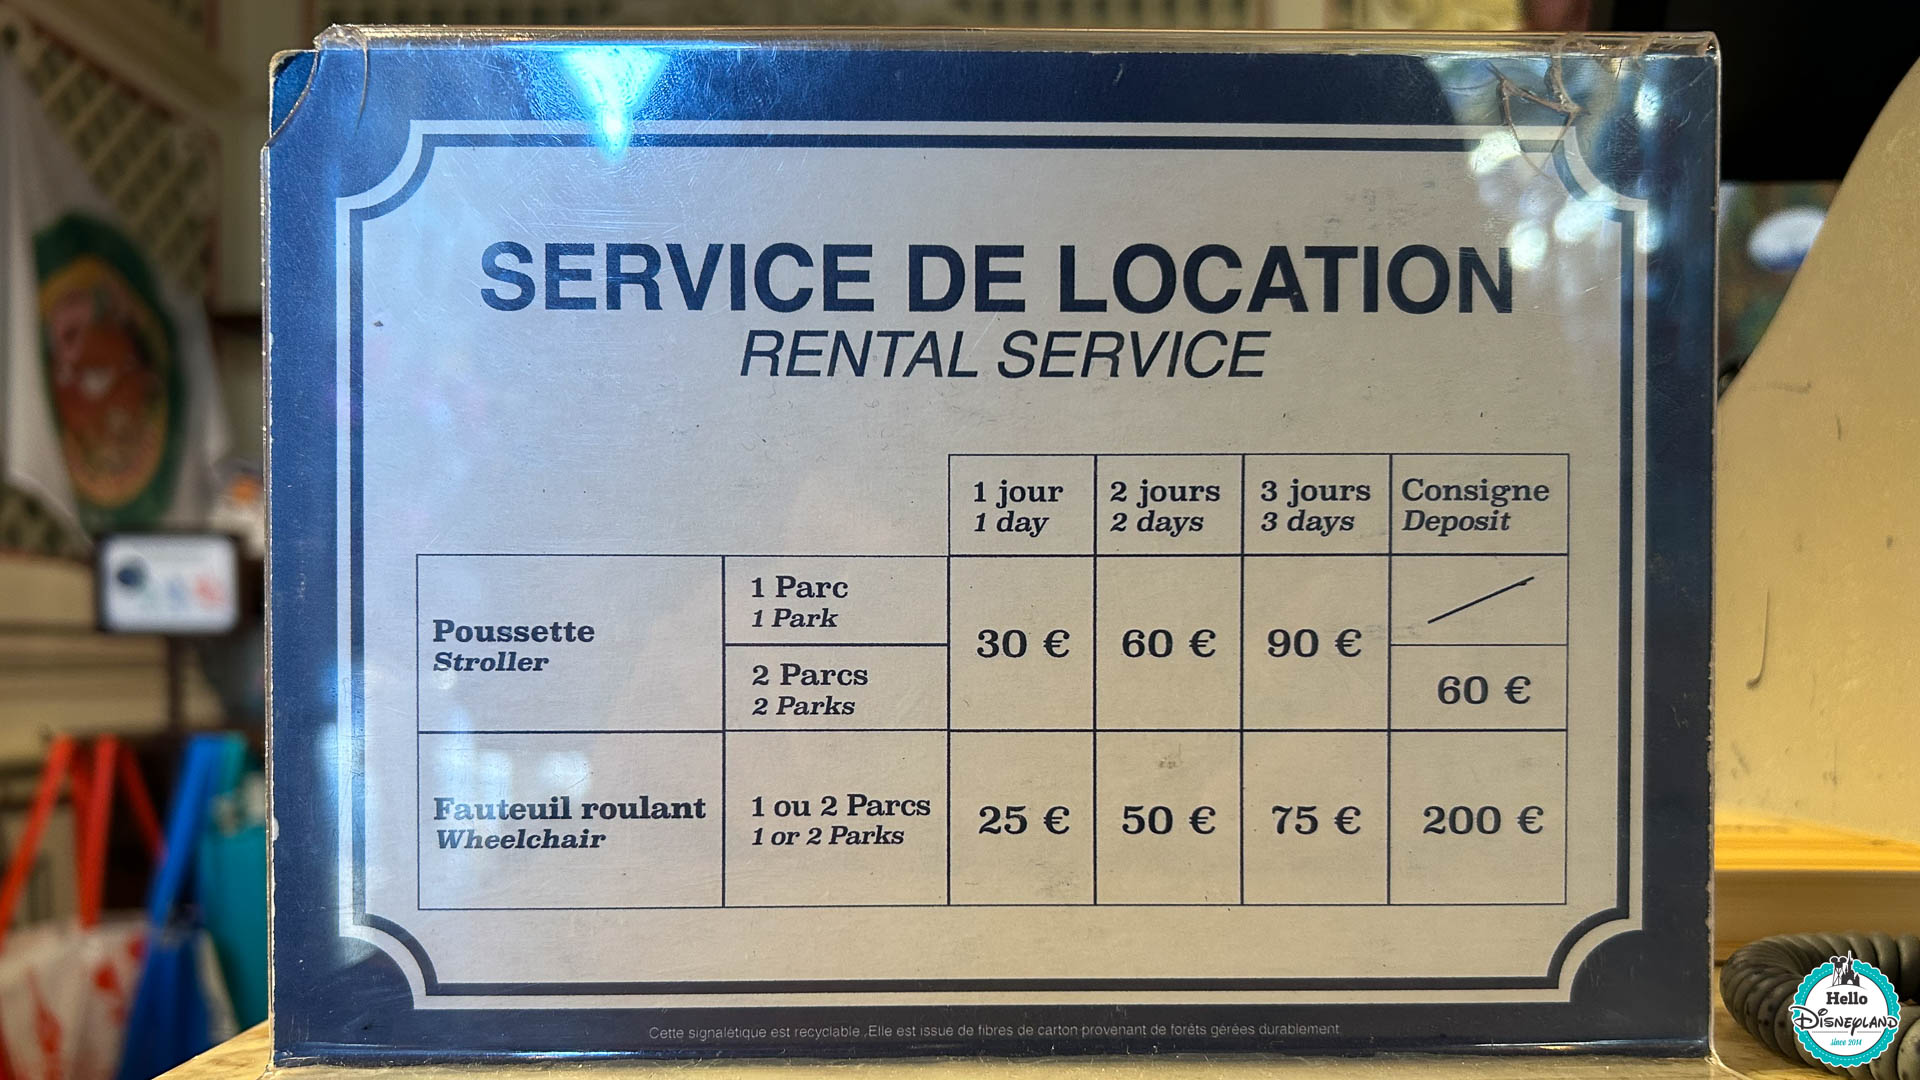 SERVICE DE LOCATION
RENTAL SERVICE
1 jour
1 day
2 jours
2 days
3 jours
3 days
Consigne
Deposit
Poussette
Stroller
1 Parc
1 Park
2 Parcs
2 Parks
30 €
60 €
90 €
60 €
Fauteuil roulant
Wheelchair
1 ou 2 Parcs
1 or 2 Parks
25 €
50 €
75 €
200 €
Cette signalétique est recyclable. Elle est issue de fibres de carton provenant de forêts gérées durablement
Hello
Disneyland
since 2014